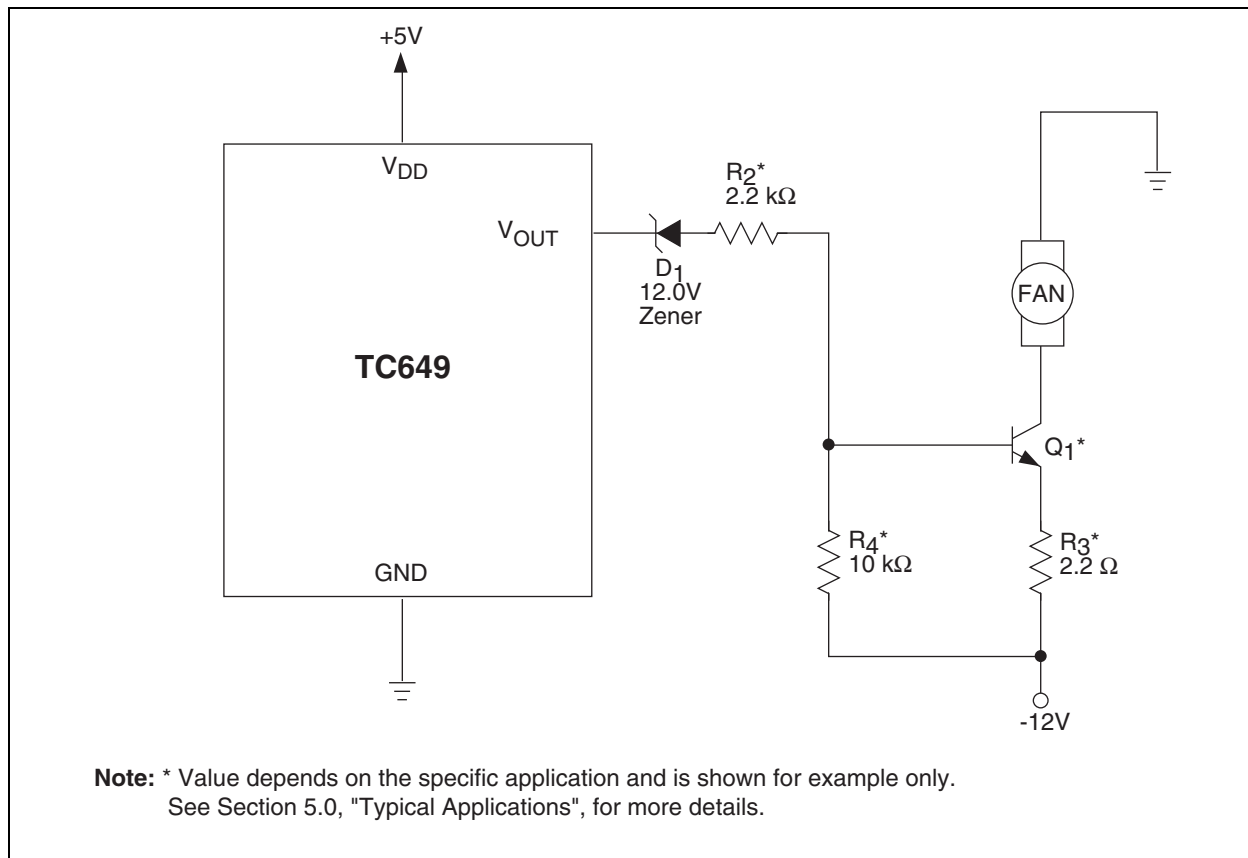 +5V
VDD
R2*
2.2 kΩ
VOUT
D1
12.0V
Zener
FAN
TC649
Q1*
R4*
10 kΩ
R3*
2.2 Ω
GND
-12V
Note: * Value depends on the specific application and is shown for example only.
See Section 5.0, "Typical Applications", for more details.